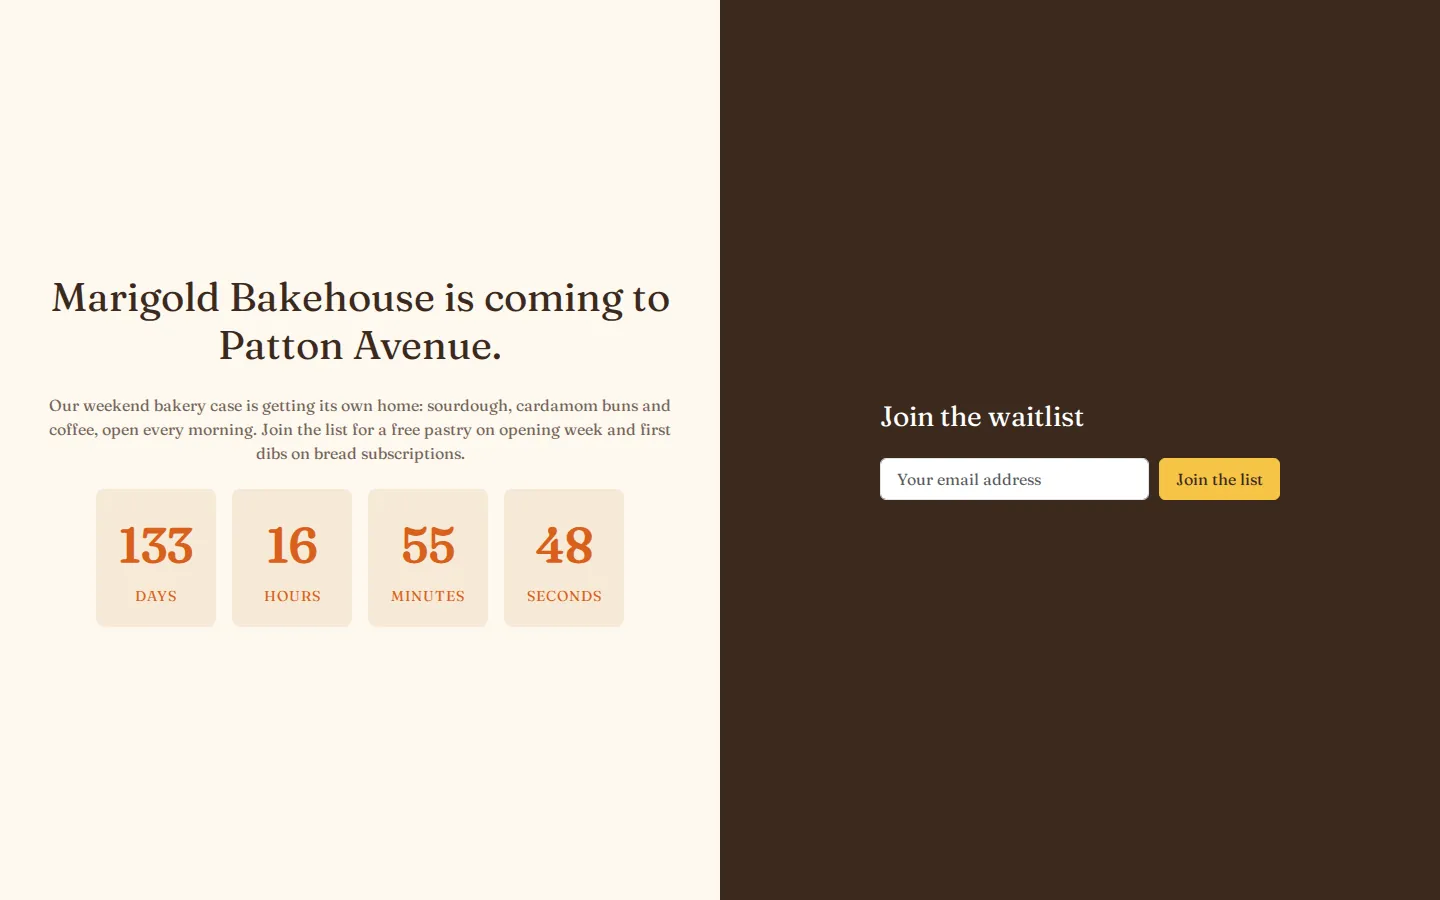 Marigold Bakehouse is coming to
Patton Avenue.
Our weekend bakery case is getting its own home: sourdough, cardamom buns and
coffee, open every morning. Join the list for a free pastry on opening week and first
dibs on bread subscriptions.
133 16 55 48
DAYS HOURS MINUTES SECONDS
Join the waitlist
Your email address Join the list